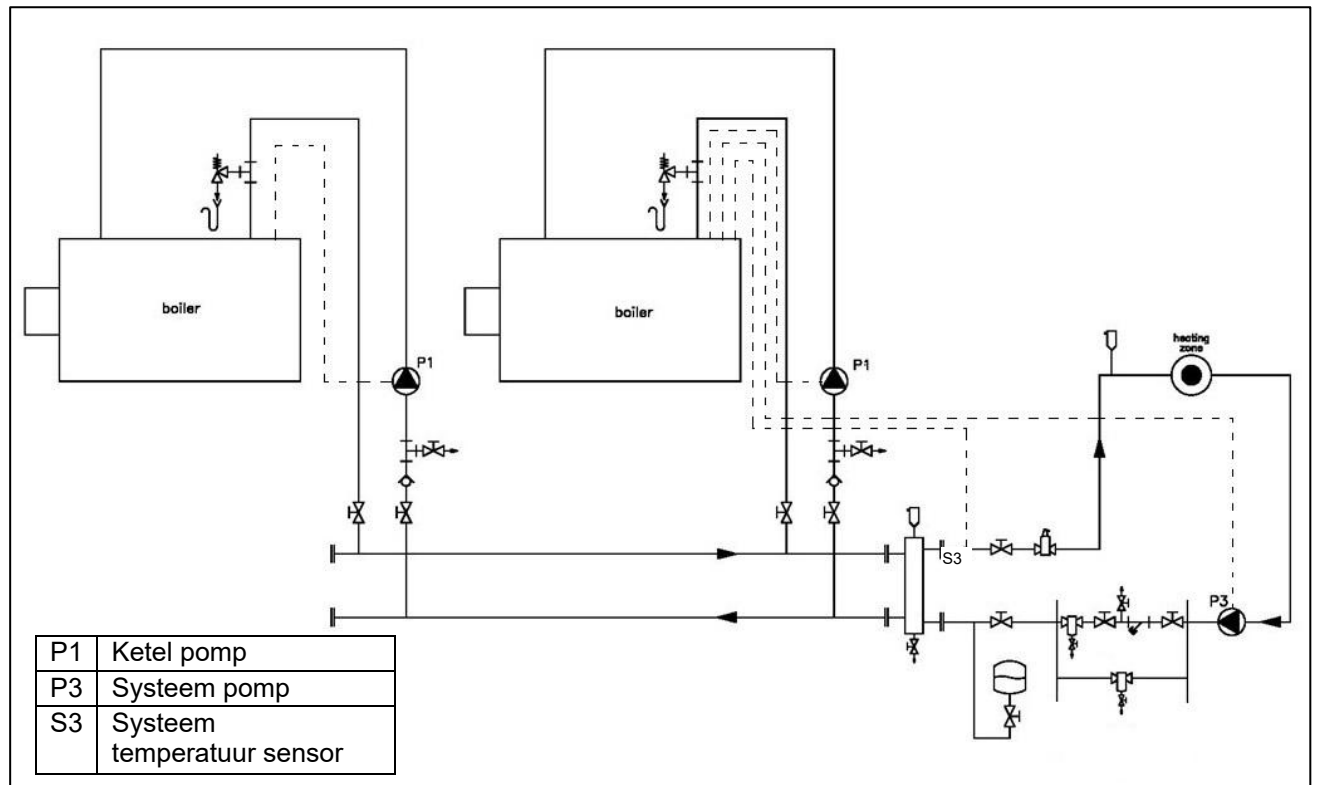 boiler
boiler
P1
P1
heating
zone
S3
P3
P1 Ketel pomp
P3 Systeem pomp
S3 Systeem
temperatuur sensor